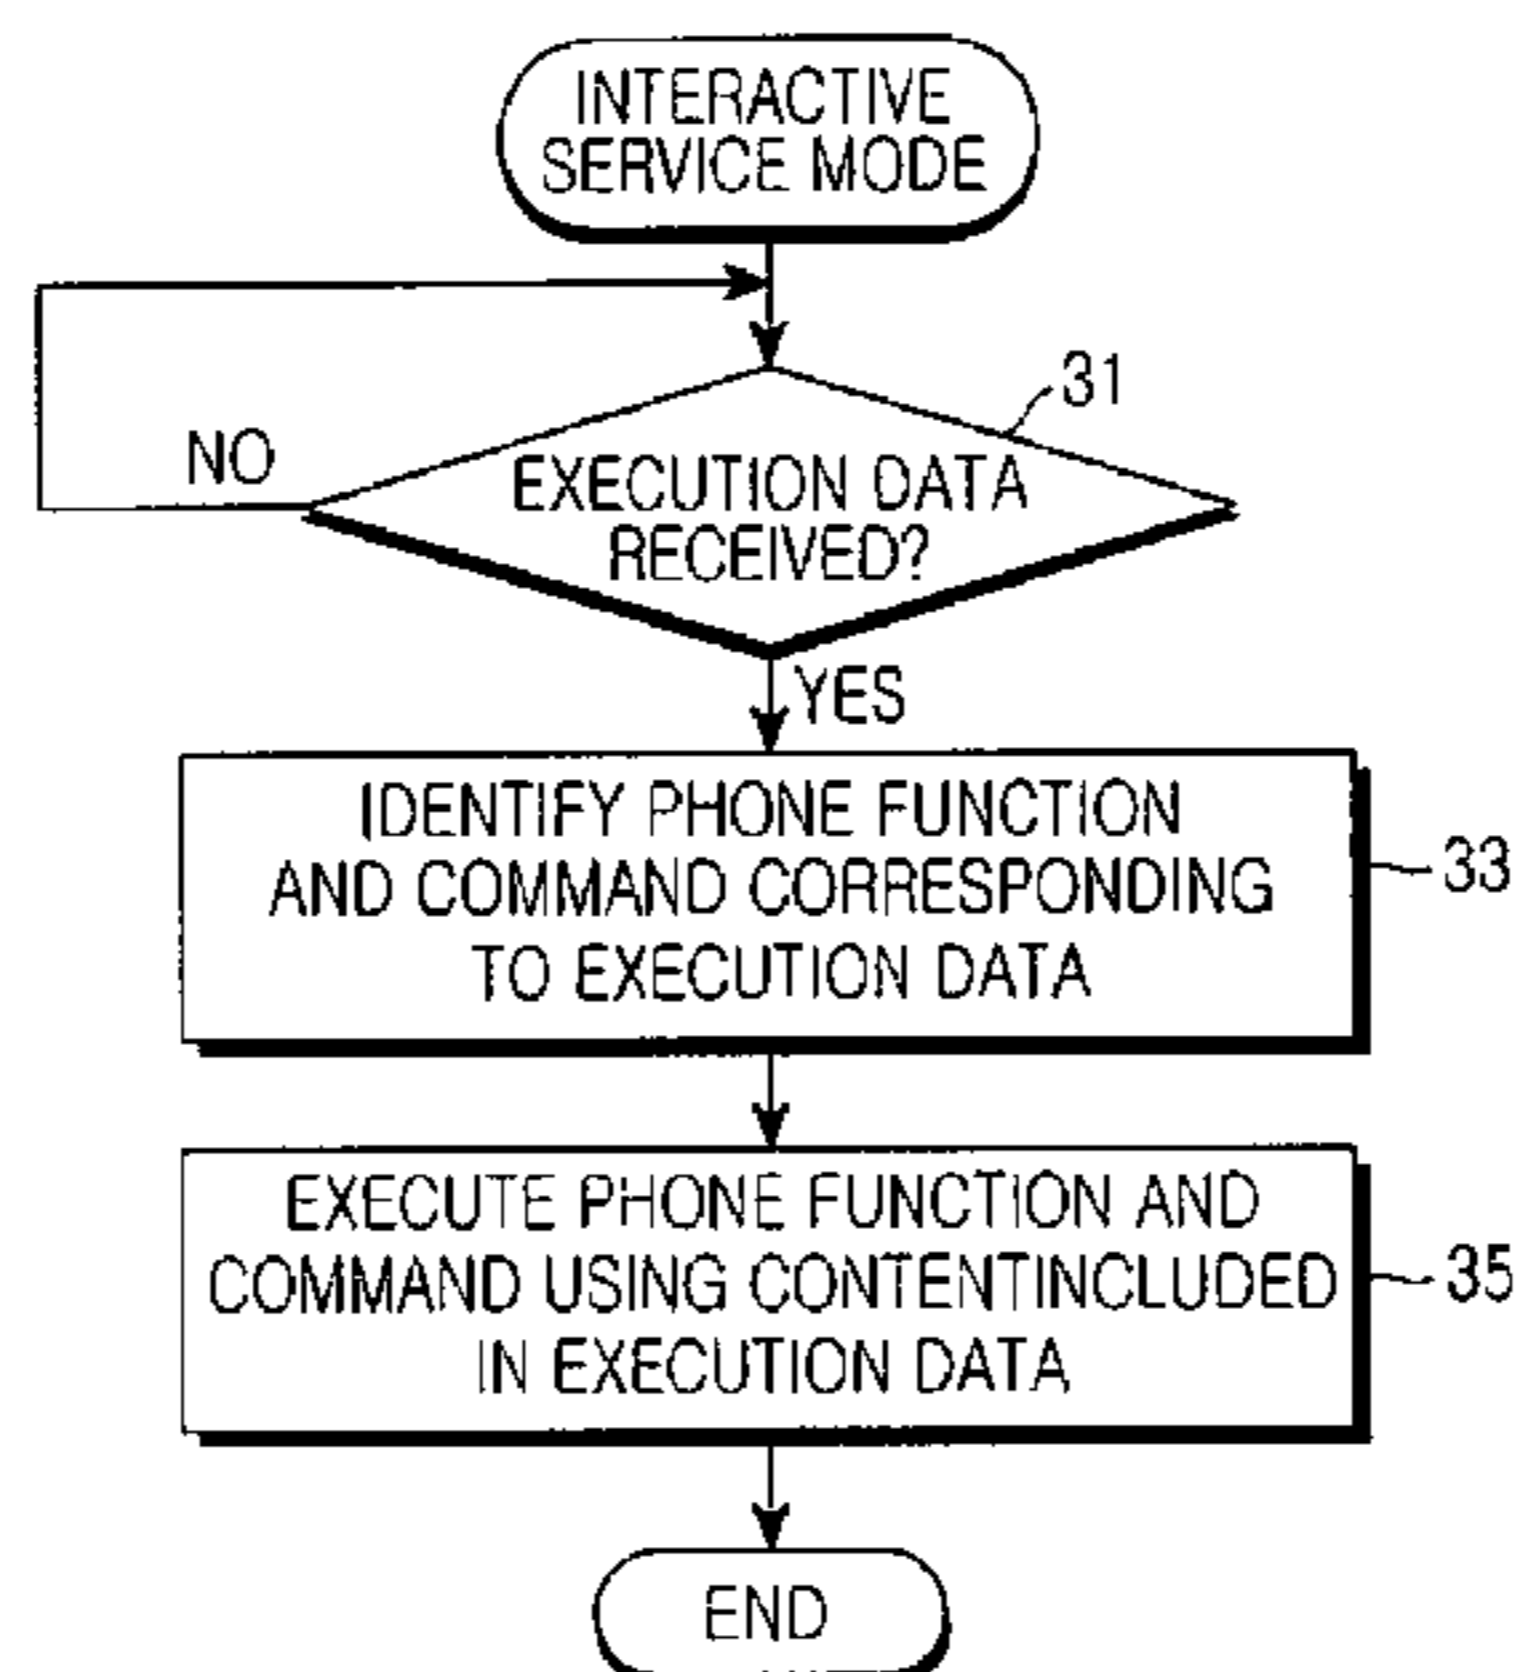 INTERACTIVE
SERVICE MODE
31
NO
EXECUTION DATA
RECEIVED?
YES
IDENTIFY PHONE FUNCTION
AND COMMAND CORRESPONDING
TO EXECUTION DATA
33
EXECUTE PHONE FUNCTION AND
COMMAND USING CONTENTINCLUDED
IN EXECUTION DATA
35
END